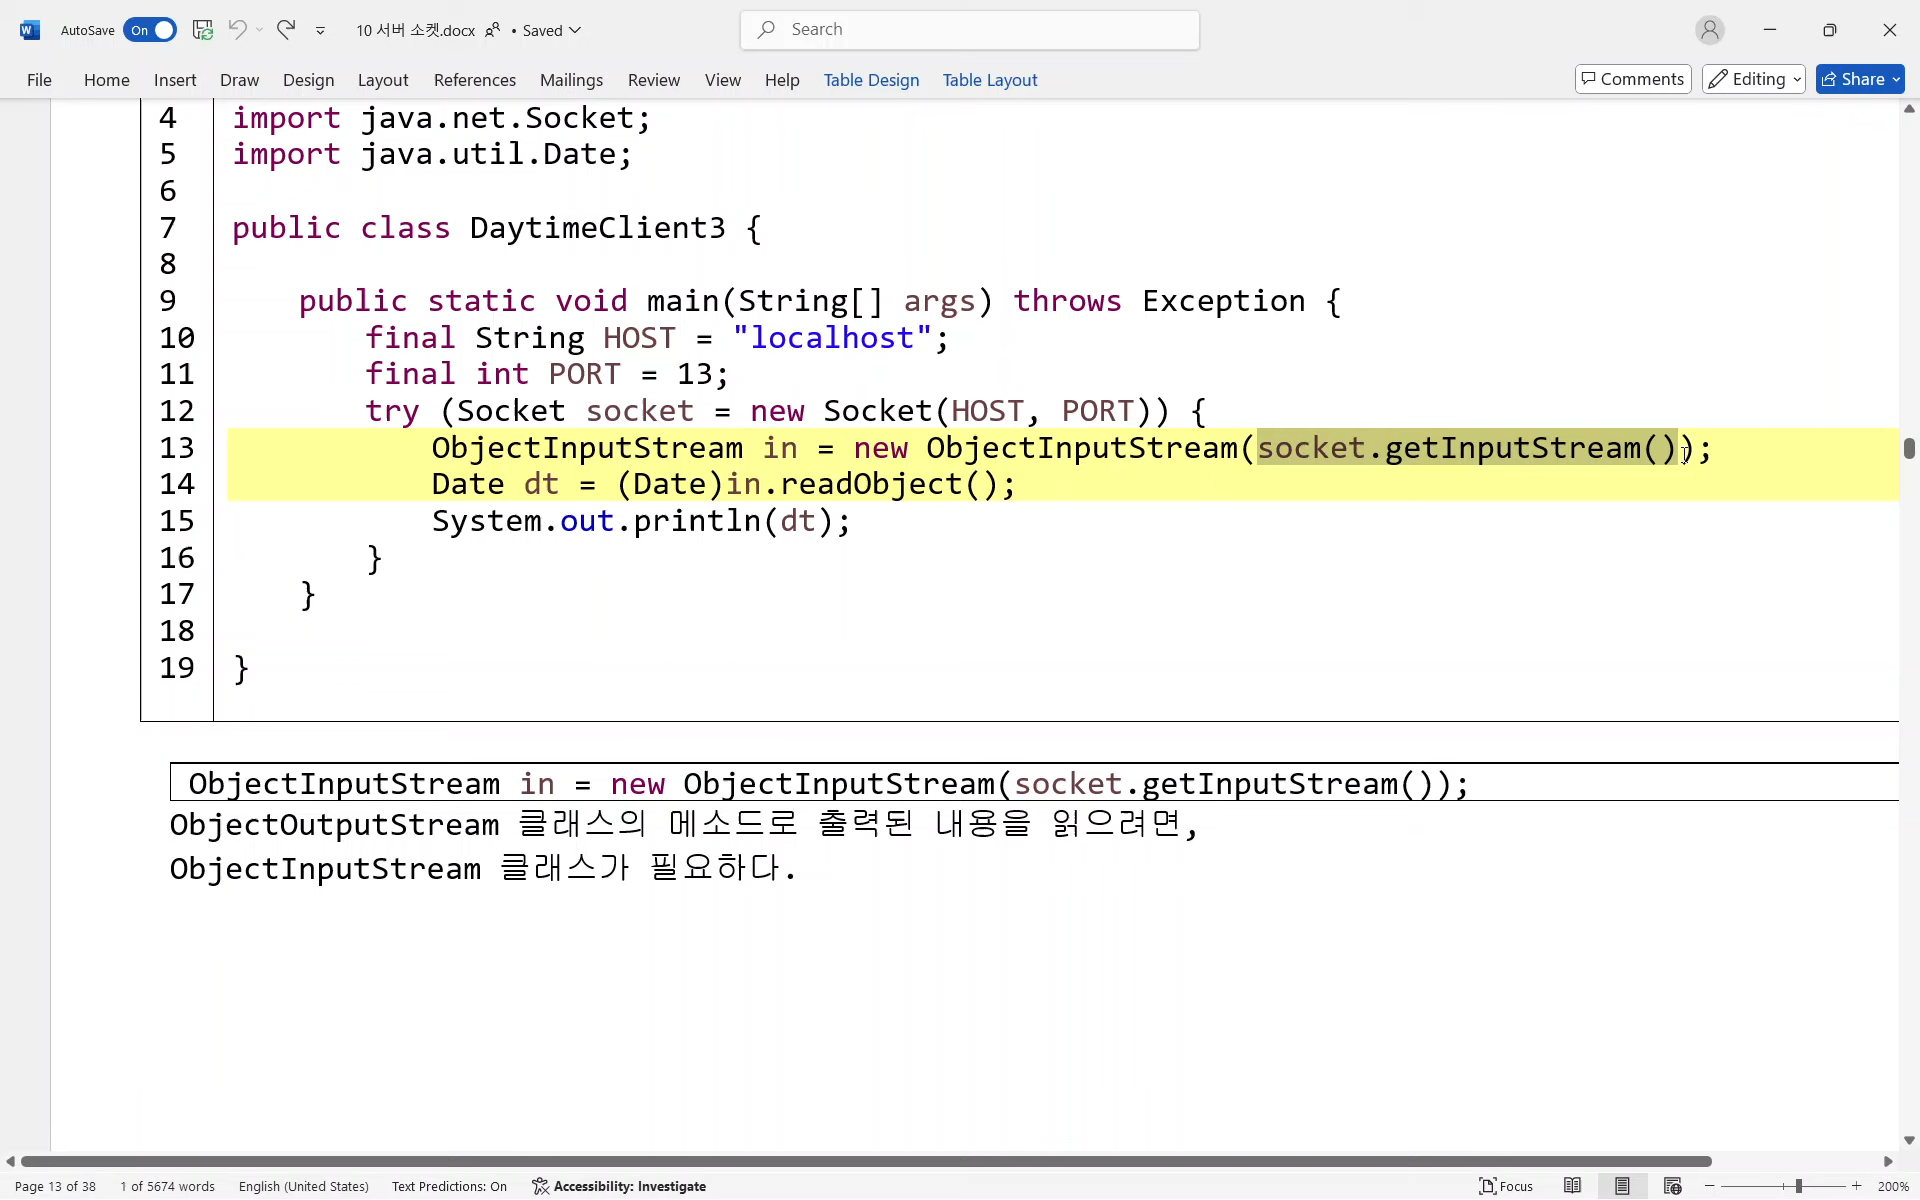 AutoSave On 10 서버 소켓.docx • Saved Search
File Home Insert Draw Design Layout References Mailings Review View Help Table Design Table Layout Comments Editing Share
4 import java.net.Socket;
5 import java.util.Date;
6
7 public class DaytimeClient3 {
8
9 public static void main(String[] args) throws Exception {
10 final String HOST = "localhost";
11 final int PORT = 13;
12 try (Socket socket = new Socket(HOST, PORT)) {
13 ObjectInputStream in = new ObjectInputStream(socket.getInputStream());
14 Date dt = (Date)in.readObject();
15 System.out.println(dt);
16 }
17 }
18
19 }
ObjectInputStream in = new ObjectInputStream(socket.getInputStream());
ObjectOutputStream 클래스의 메소드로 출력된 내용을 읽으려면,
ObjectInputStream 클래스가 필요하다.
Page 13 of 38 1 of 5674 words English (United States) Text Predictions: On Accessibility: Investigate Focus 200%